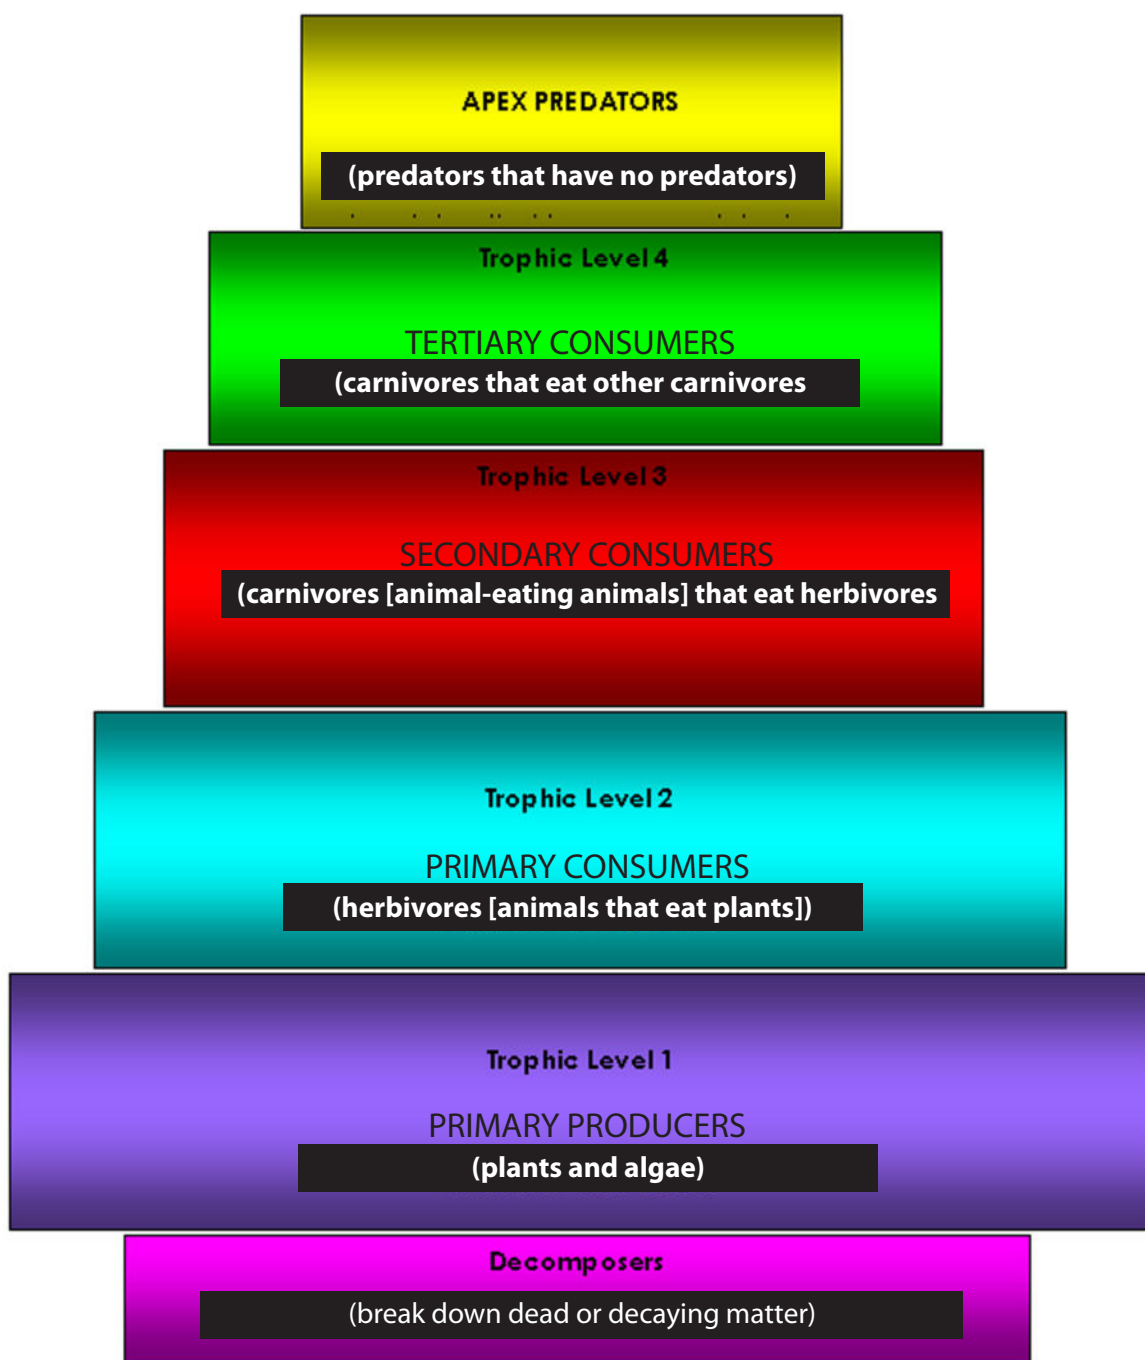 APEX PREDATORS
(predators that have no predators)
Trophic Level 4
TERTIARY CONSUMERS
(carnivores that eat other carnivores
Trophic Level 3
SECONDARY CONSUMERS
(carnivores [animal-eating animals] that eat herbivores
Trophic Level 2
PRIMARY CONSUMERS
(herbivores [animals that eat plants])
Trophic Level 1
PRIMARY PRODUCERS
(plants and algae)
Decomposers
(break down dead or decaying matter)